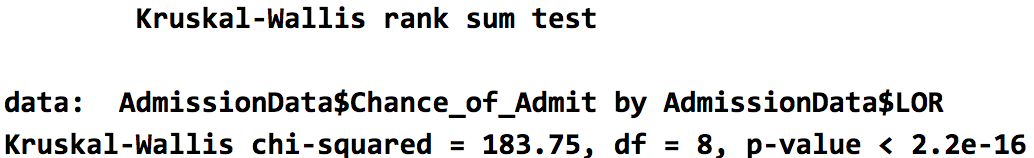 Kruskal-Wallis rank sum test
data:  AdmissionData$Chance_of_Admit by AdmissionData$LOR
Kruskal-Wallis chi-squared = 183.75, df = 8, p-value < 2.2e-16